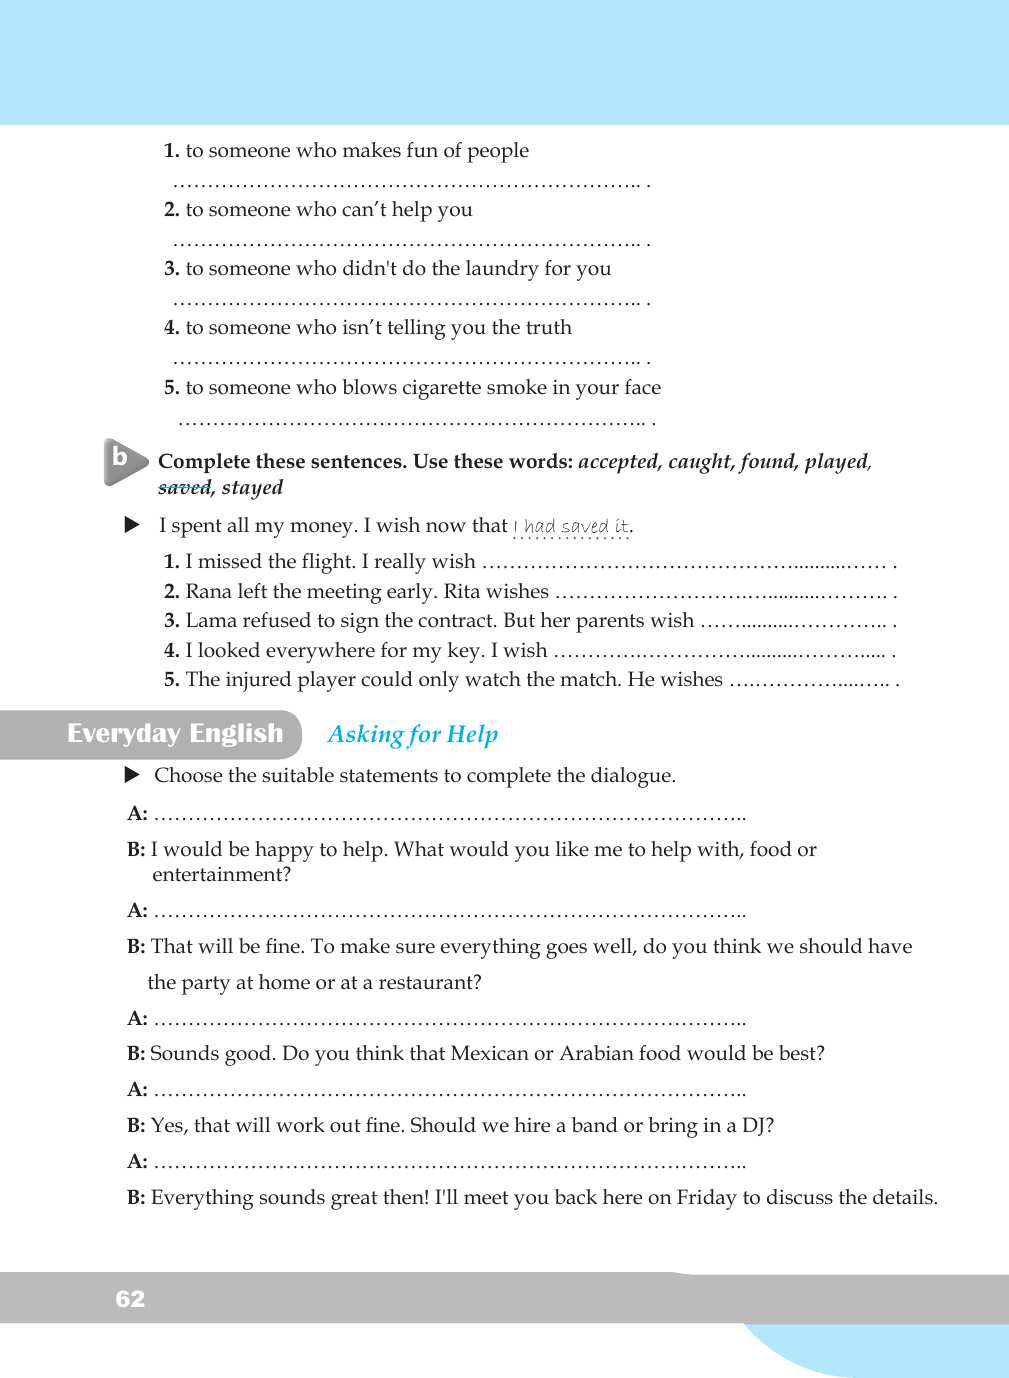 1. to someone who makes fun of people
………………………………………………………….. .
2. to someone who can’t help you
………………………………………………………….. .
3. to someone who didn't do the laundry for you
………………………………………………………….. .
4. to someone who isn’t telling you the truth
………………………………………………………….. .
5. to someone who blows cigarette smoke in your face
………………………………………………………….. .
b Complete these sentences. Use these words: accepted, caught, found, played,
saved, stayed
I spent all my money. I wish now that I had saved it.
1. I missed the flight. I really wish ………………………………………..........…… .
2. Rana left the meeting early. Rita wishes ……………………….…..........………. .
3. Lama refused to sign the contract. But her parents wish ……..........………….. .
4. I looked everywhere for my key. I wish ………….……………..........………..... .
5. The injured player could only watch the match. He wishes ….…………....….. .
Everyday English Asking for Help
Choose the suitable statements to complete the dialogue.
A: …………………………………………………………………………..
B: I would be happy to help. What would you like me to help with, food or
entertainment?
A: …………………………………………………………………………..
B: That will be fine. To make sure everything goes well, do you think we should have
the party at home or at a restaurant?
A: …………………………………………………………………………..
B: Sounds good. Do you think that Mexican or Arabian food would be best?
A: …………………………………………………………………………..
B: Yes, that will work out fine. Should we hire a band or bring in a DJ?
A: …………………………………………………………………………..
B: Everything sounds great then! I'll meet you back here on Friday to discuss the details.
62